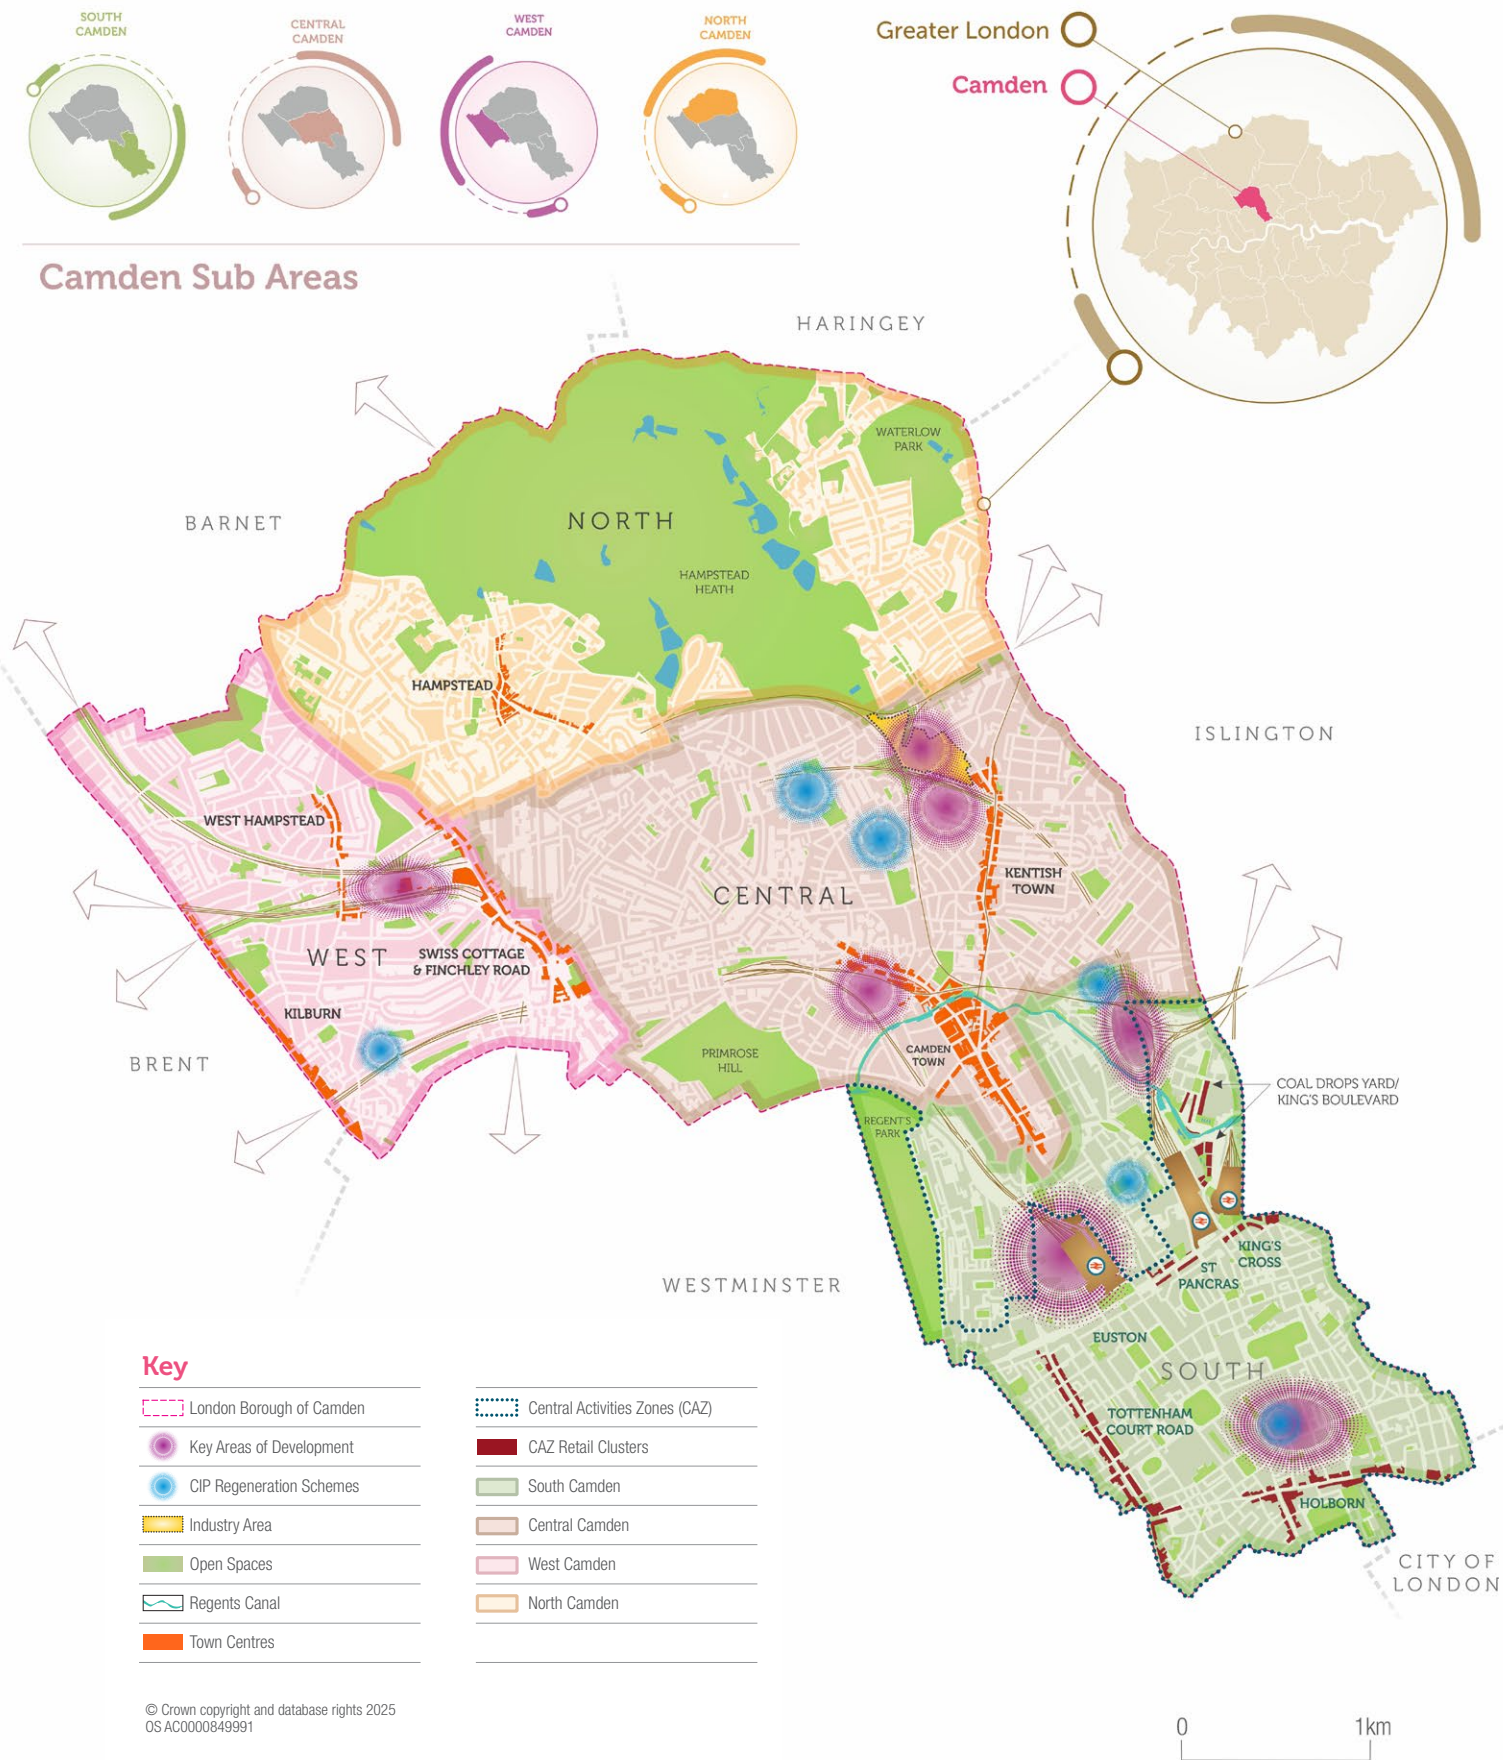 SOUTH
CAMDEN
CENTRAL
CAMDEN
WEST
CAMDEN
NORTH
CAMDEN
Greater London
Camden
Camden Sub Areas
HARINGEY
WATERLOW
PARK
BARNET
NORTH
HAMPSTEAD
HEATH
HAMPSTEAD
ISLINGTON
WEST HAMPSTEAD
KENTISH
TOWN
CENTRAL
WEST
SWISS COTTAGE
& FINCHLEY ROAD
KILBURN
BRENT
PRIMROSE
HILL
CAMDEN
TOWN
COAL DROPS YARD/
KING'S BOULEVARD
REGENT'S
PARK
KING'S
CROSS
ST
PANCRAS
WESTMINSTER
EUSTON
SOUTH
TOTTENHAM
COURT ROAD
HOLBORN
CITY OF
LONDON
Key
London Borough of Camden
Key Areas of Development
CIP Regeneration Schemes
Industry Area
Open Spaces
Regents Canal
Town Centres
Central Activities Zones (CAZ)
CAZ Retail Clusters
South Camden
Central Camden
West Camden
North Camden
© Crown copyright and database rights 2025
OS AC0000849991
0 1km